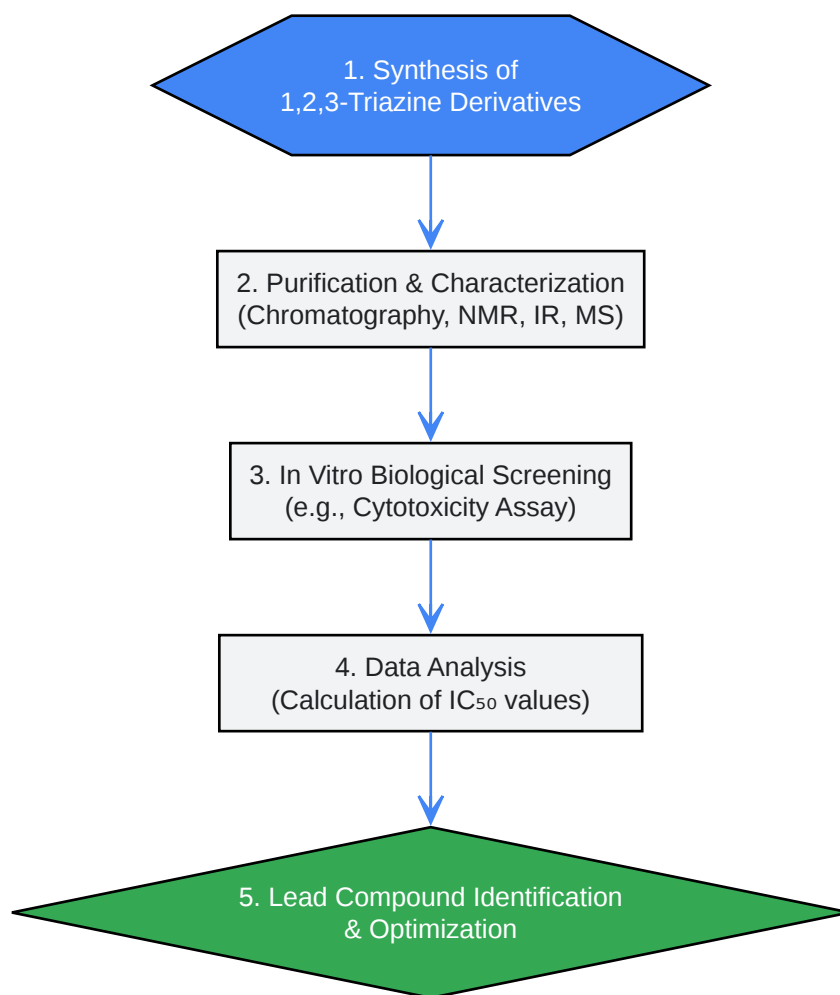 1. Synthesis of
1,2,3-Triazine Derivatives
2. Purification & Characterization
(Chromatography, NMR, IR, MS)
3. In Vitro Biological Screening
(e.g., Cytotoxicity Assay)
4. Data Analysis
(Calculation of IC₅₀ values)
5. Lead Compound Identification
& Optimization